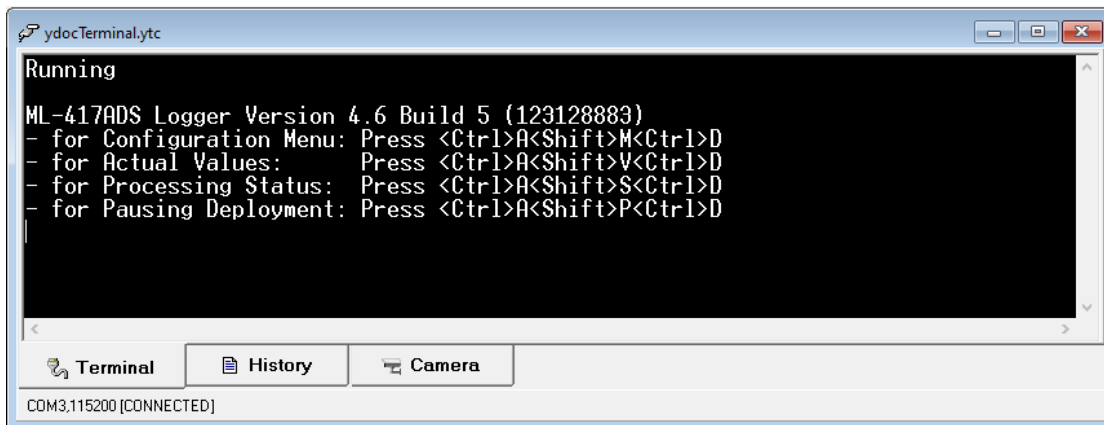 ydocTerminal.ytc
Running
ML-417ADS Logger Version 4.6 Build 5 (123128883)
- for Configuration Menu: Press <Ctrl>A<Shift>M<Ctrl>D
- for Actual Values:      Press <Ctrl>A<Shift>V<Ctrl>D
- for Processing Status:  Press <Ctrl>A<Shift>S<Ctrl>D
- for Pausing Deployment: Press <Ctrl>A<Shift>P<Ctrl>D
Terminal History Camera
COM3,115200 [CONNECTED]